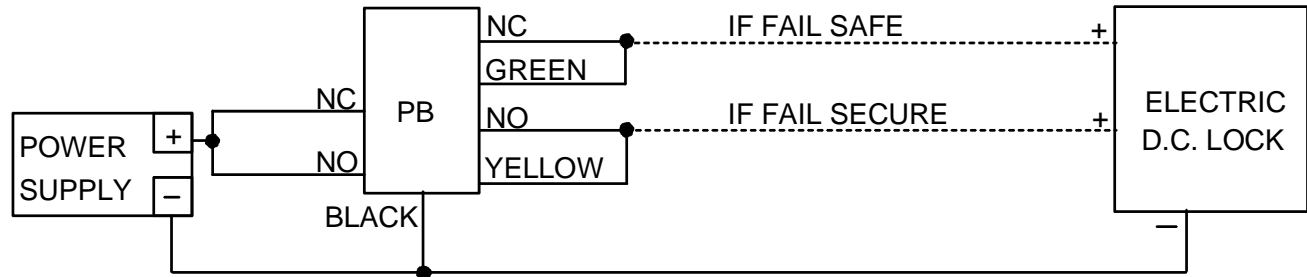 NC
IF FAIL SAFE
+
GREEN
NC
PB
NO
IF FAIL SECURE
+
YELLOW
NO
POWER
SUPPLY
+
–
BLACK
ELECTRIC
D.C. LOCK
–